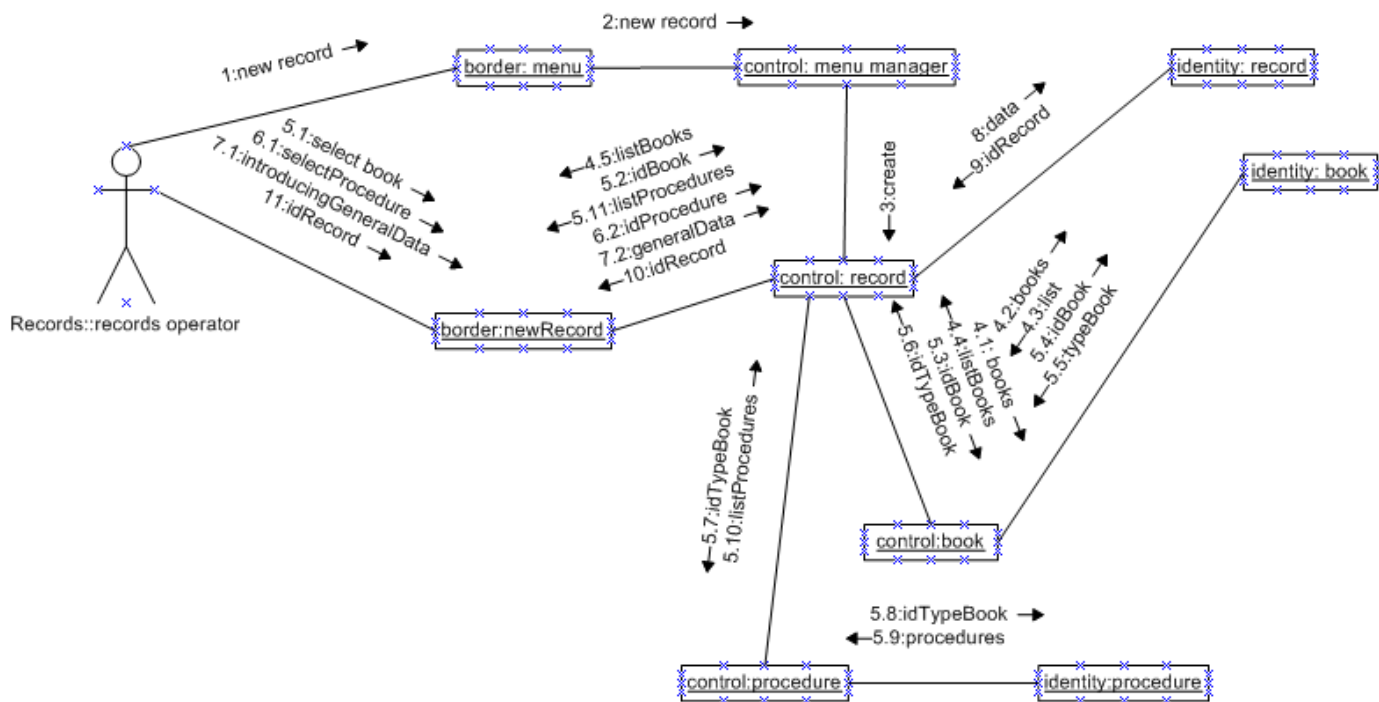 2:new record
1:new record
border: menu
control: menu manager
identity: record
5.1:select book
6.1:selectProcedure
7.1:introducingGeneralData
11:idRecord
4.5:listBooks
5.2:idBook
5.11:listProcedures
6.2:idProcedure
7.2:generalData
10:idRecord
3:create
8:data
9:idRecord
identity: book
control: record
Records::records operator
border:newRecord
4.2:books
4.3:list
5.4:idBook
5.5:typeBook
4.1: books
4.4:listBooks
5.3:idBook
5.6:idTypeBook
5.7:idTypeBook
5.10:listProcedures
control:book
5.8:idTypeBook
5.9:procedures
control:procedure
identity:procedure